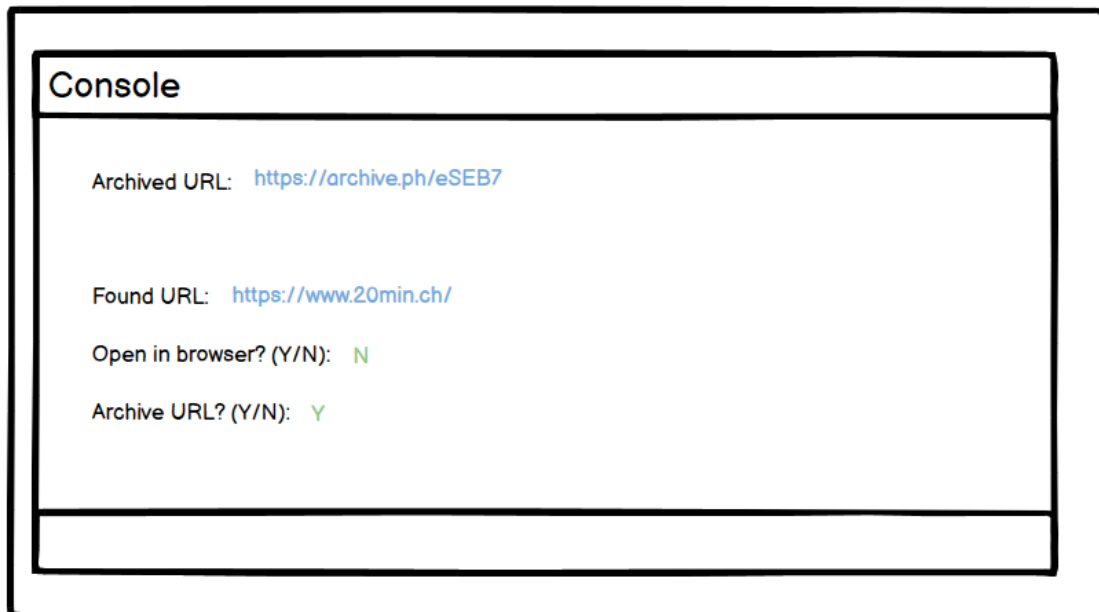 Console
Archived URL: https://archive.ph/eSEB7
Found URL: https://www.20min.ch/
Open in browser? (Y/N): N
Archive URL? (Y/N): Y